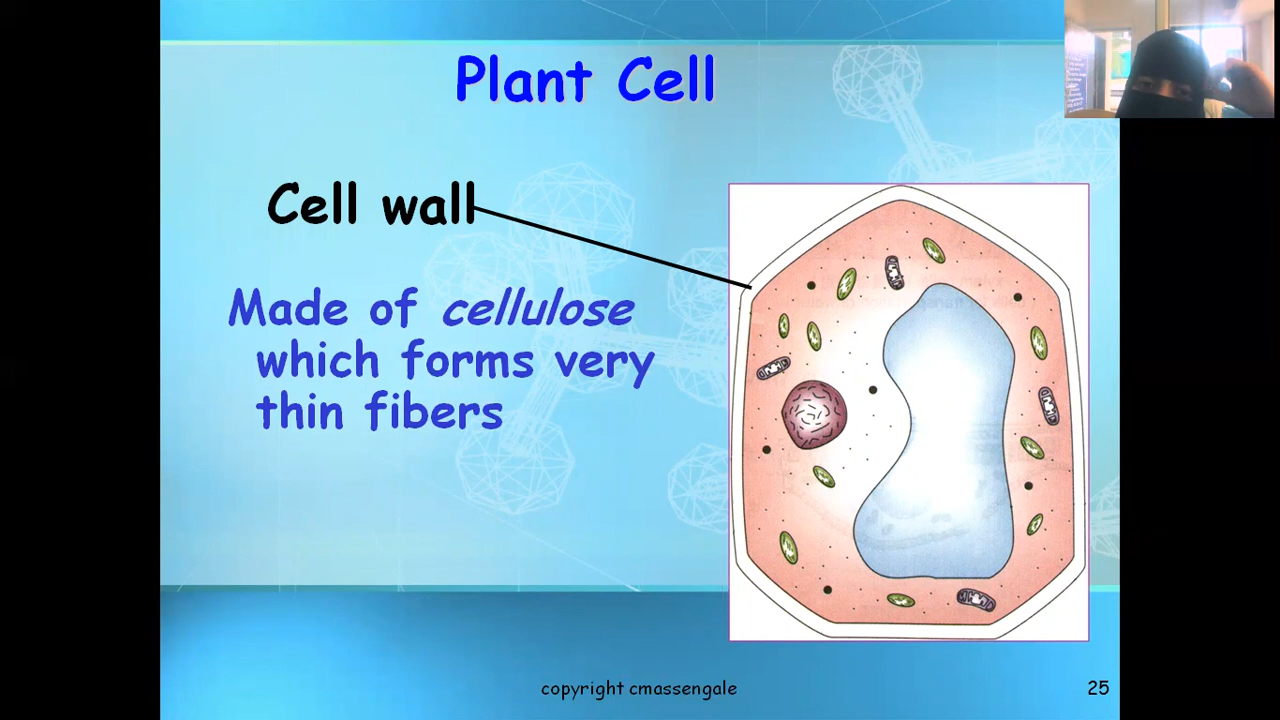 Plant Cell
Cell wall
Made of cellulose
which forms very
thin fibers
copyright cmassengale
25